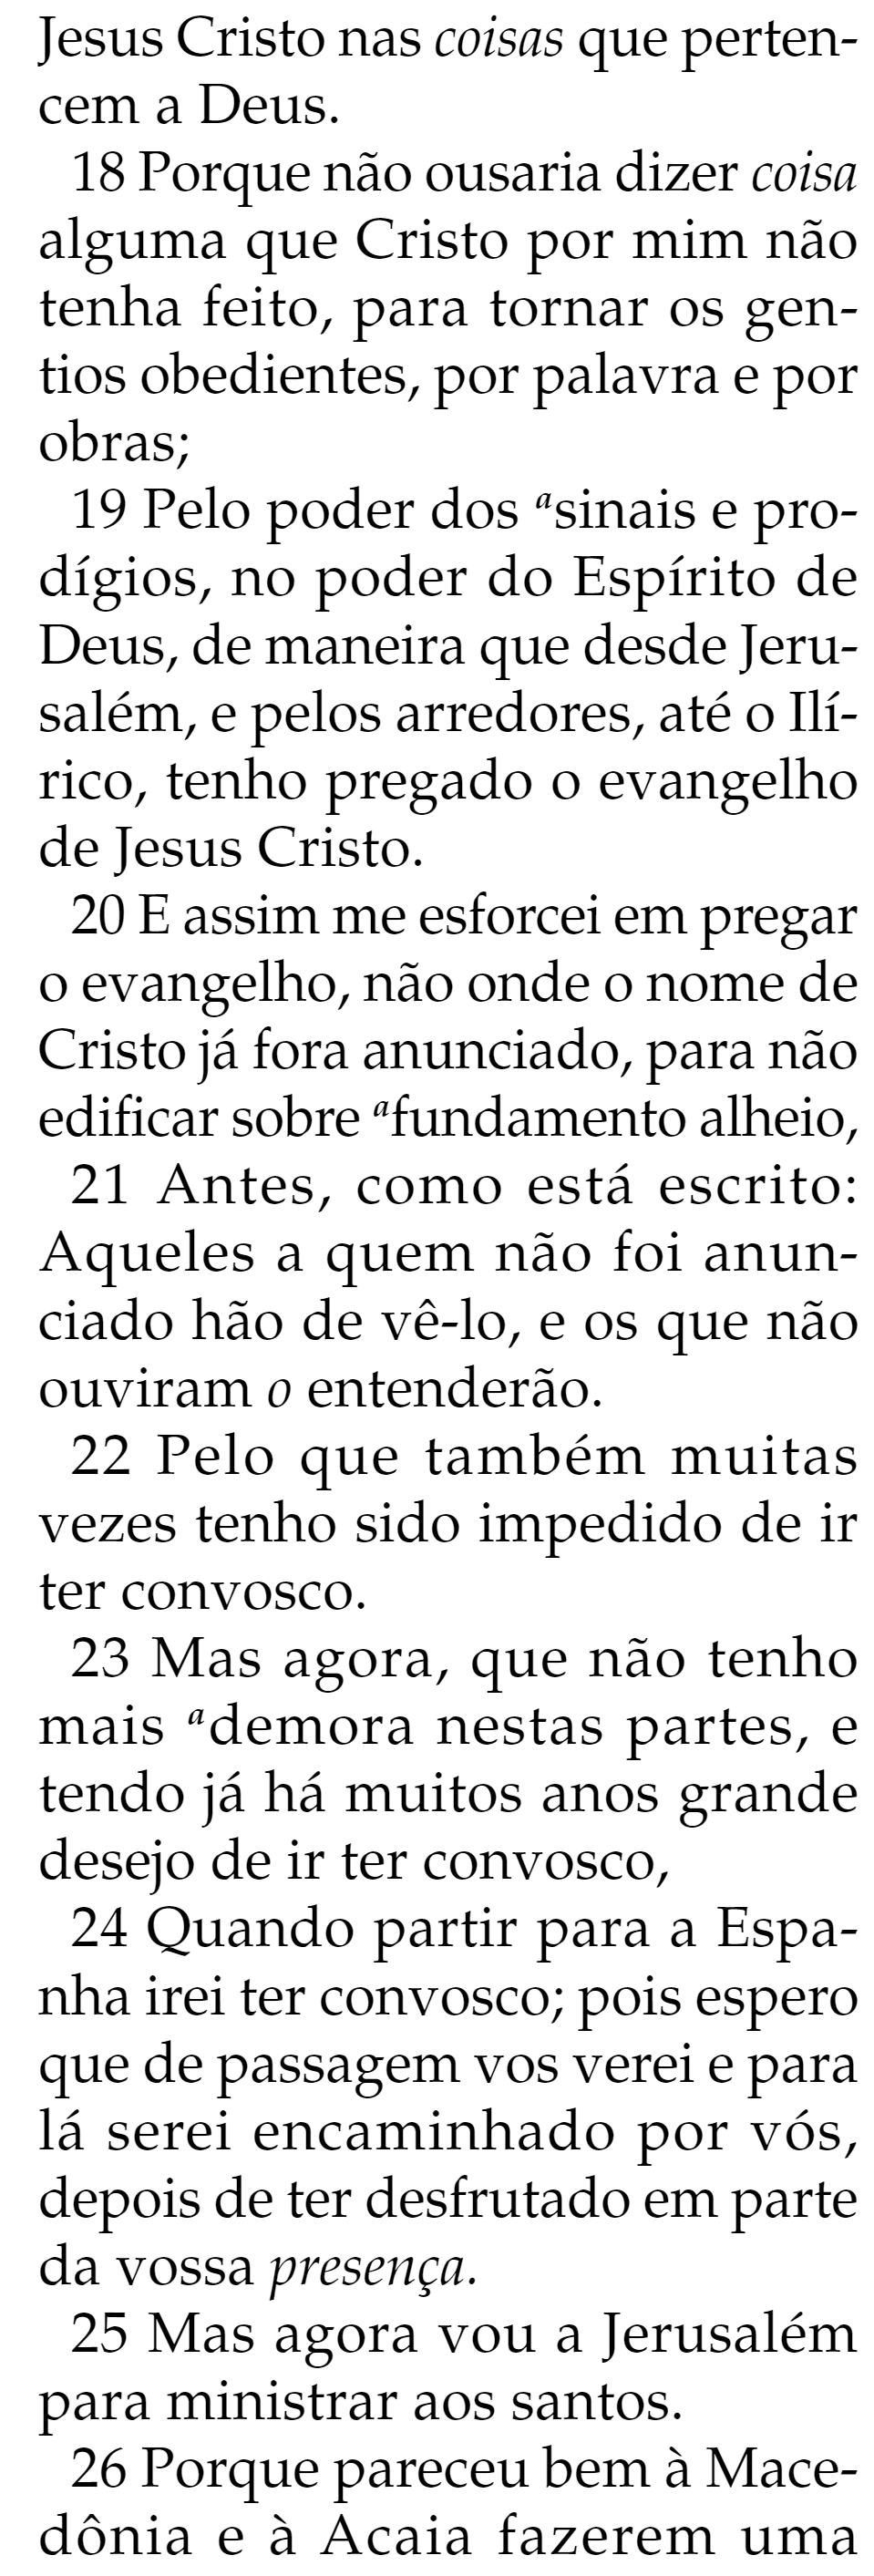 Jesus Cristo nas coisas que perten-
cem a Deus.
18 Porque não ousaria dizer coisa
alguma que Cristo por mim não
tenha feito, para tornar os gen-
tios obedientes, por palavra e por
obras;
19 Pelo poder dos ᵃsinais e pro-
dígios, no poder do Espírito de
Deus, de maneira que desde Jeru-
salém, e pelos arredores, até o Ilí-
rico, tenho pregado o evangelho
de Jesus Cristo.
20 E assim me esforcei em pregar
o evangelho, não onde o nome de
Cristo já fora anunciado, para não
edificar sobre ᵃfundamento alheio,
21 Antes, como está escrito:
Aqueles a quem não foi anun-
ciado hão de vê-lo, e os que não
ouviram o entenderão.
22 Pelo que também muitas
vezes tenho sido impedido de ir
ter convosco.
23 Mas agora, que não tenho
mais ᵃdemora nestas partes, e
tendo já há muitos anos grande
desejo de ir ter convosco,
24 Quando partir para a Espa-
nha irei ter convosco; pois espero
que de passagem vos verei e para
lá serei encaminhado por vós,
depois de ter desfrutado em parte
da vossa presença.
25 Mas agora vou a Jerusalém
para ministrar aos santos.
26 Porque pareceu bem à Mace-
dônia e à Acaia fazerem uma